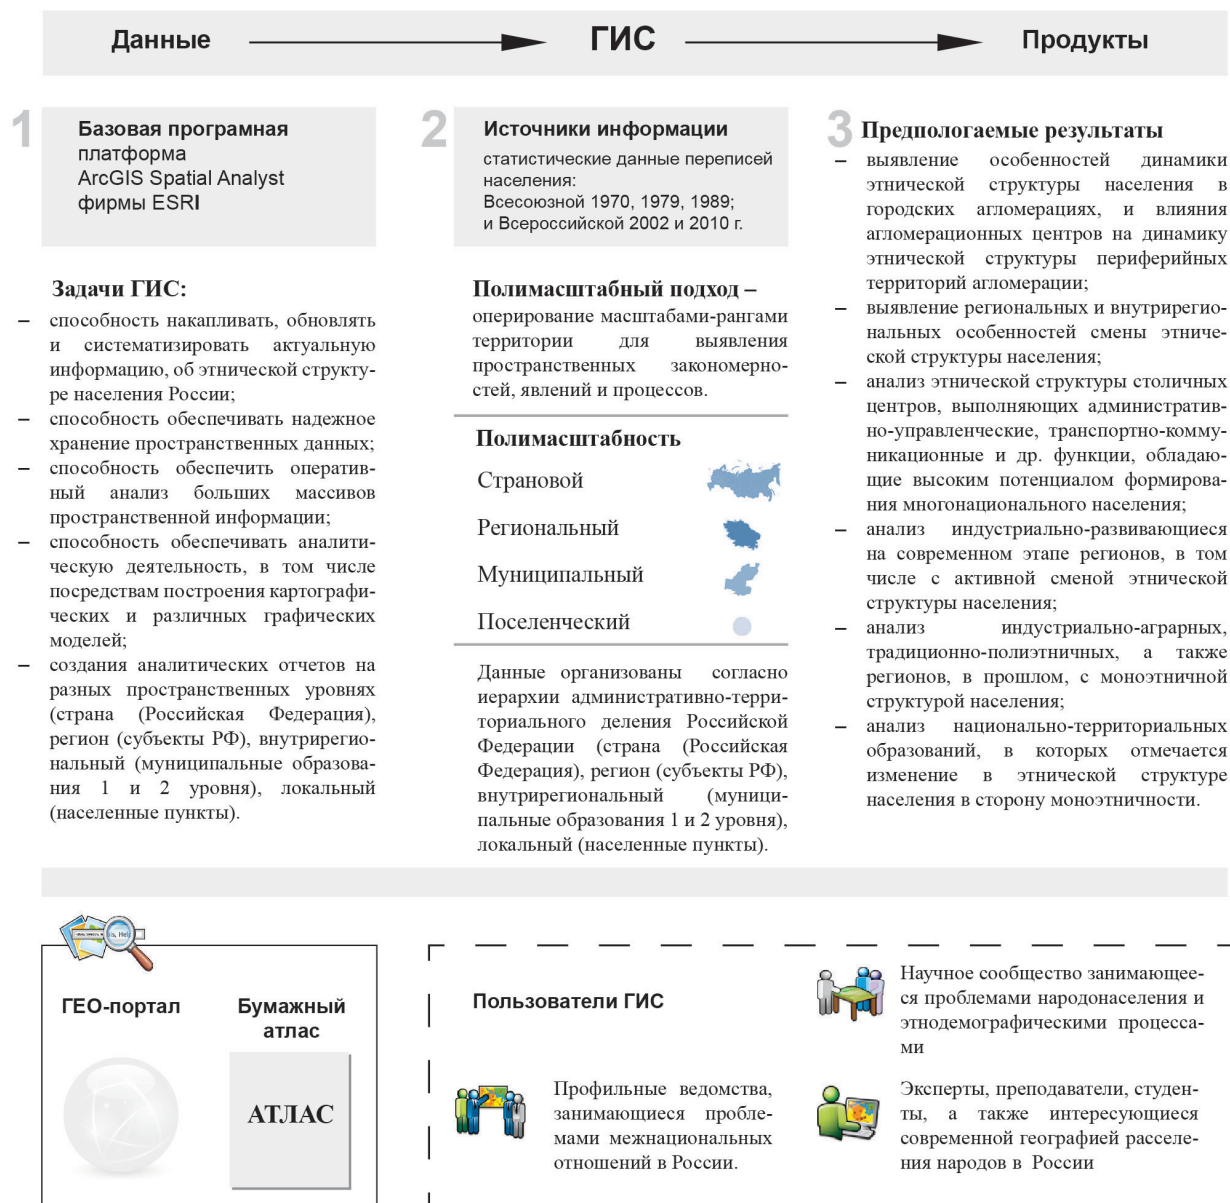 Данные
ГИС
Продукты
1
Базовая програмная
платформа
ArcGIS Spatial Analyst
фирмы ESRI
Задачи ГИС:
– способность накапливать, обновлять
и систематизировать актуальную
информацию, об этнической структу-
ре населения России;
– способность обеспечивать надежное
хранение пространственных данных;
– способность обеспечить оператив-
ный анализ больших массивов
пространственной информации;
– способность обеспечивать аналити-
ческую деятельность, в том числе
посредствам построения картографи-
ческих и различных графических
моделей;
– создания аналитических отчетов на
разных пространственных уровнях
(страна (Российская Федерация),
регион (субъекты РФ), внутрирегио-
нальный (муниципальные образова-
ния 1 и 2 уровня), локальный
(населенные пункты).
2
Источники информации
статистические данные переписей
населения:
Всесоюзной 1970, 1979, 1989;
и Всероссийской 2002 и 2010 г.
Полимасштабный подход –
оперирование масштабами-рангами
территории для выявления
пространственных закономерно-
стей, явлений и процессов.
Полимасштабность
Страновой
Региональный
Муниципальный
Поселенческий
Данные организованы согласно
иерархии административно-терри-
ториального деления Российской
Федерации (страна (Российская
Федерация), регион (субъекты РФ),
внутрирегиональный (муници-
пальные образования 1 и 2 уровня),
локальный (населенные пункты).
3
Предпологаемые результаты
– выявление особенностей динамики
этнической структуры населения в
городских агломерациях, и влияния
агломерационных центров на динамику
этнической структуры периферийных
территорий агломерации;
– выявление региональных и внутрирегио-
нальных особенностей смены этниче-
ской структуры населения;
– анализ этнической структуры столичных
центров, выполняющих административ-
но-управленческие, транспортно-комму-
никационные и др. функции, обладаю-
щие высоким потенциалом формирова-
ния многонационального населения;
– анализ индустриально-развивающиеся
на современном этапе регионов, в том
числе с активной сменой этнической
структуры населения;
– анализ индустриально-аграрных,
традиционно-полиэтничных, а также
регионов, в прошлом, с моноэтничной
структурой населения;
– анализ национально-территориальных
образований, в которых отмечается
изменение в этнической структуре
населения в сторону моноэтничности.
ГЕО-портал
Бумажный
атлас
АТЛАС
Пользователи ГИС
Профильные ведомства,
занимающиеся пробле-
мами межнациональных
отношений в России.
Научное сообщество занимающее-
ся проблемами народонаселения и
этнодемографическими процесса-
ми
Эксперты, преподаватели, студен-
ты, а также интересующиеся
современной географией расселе-
ния народов в России